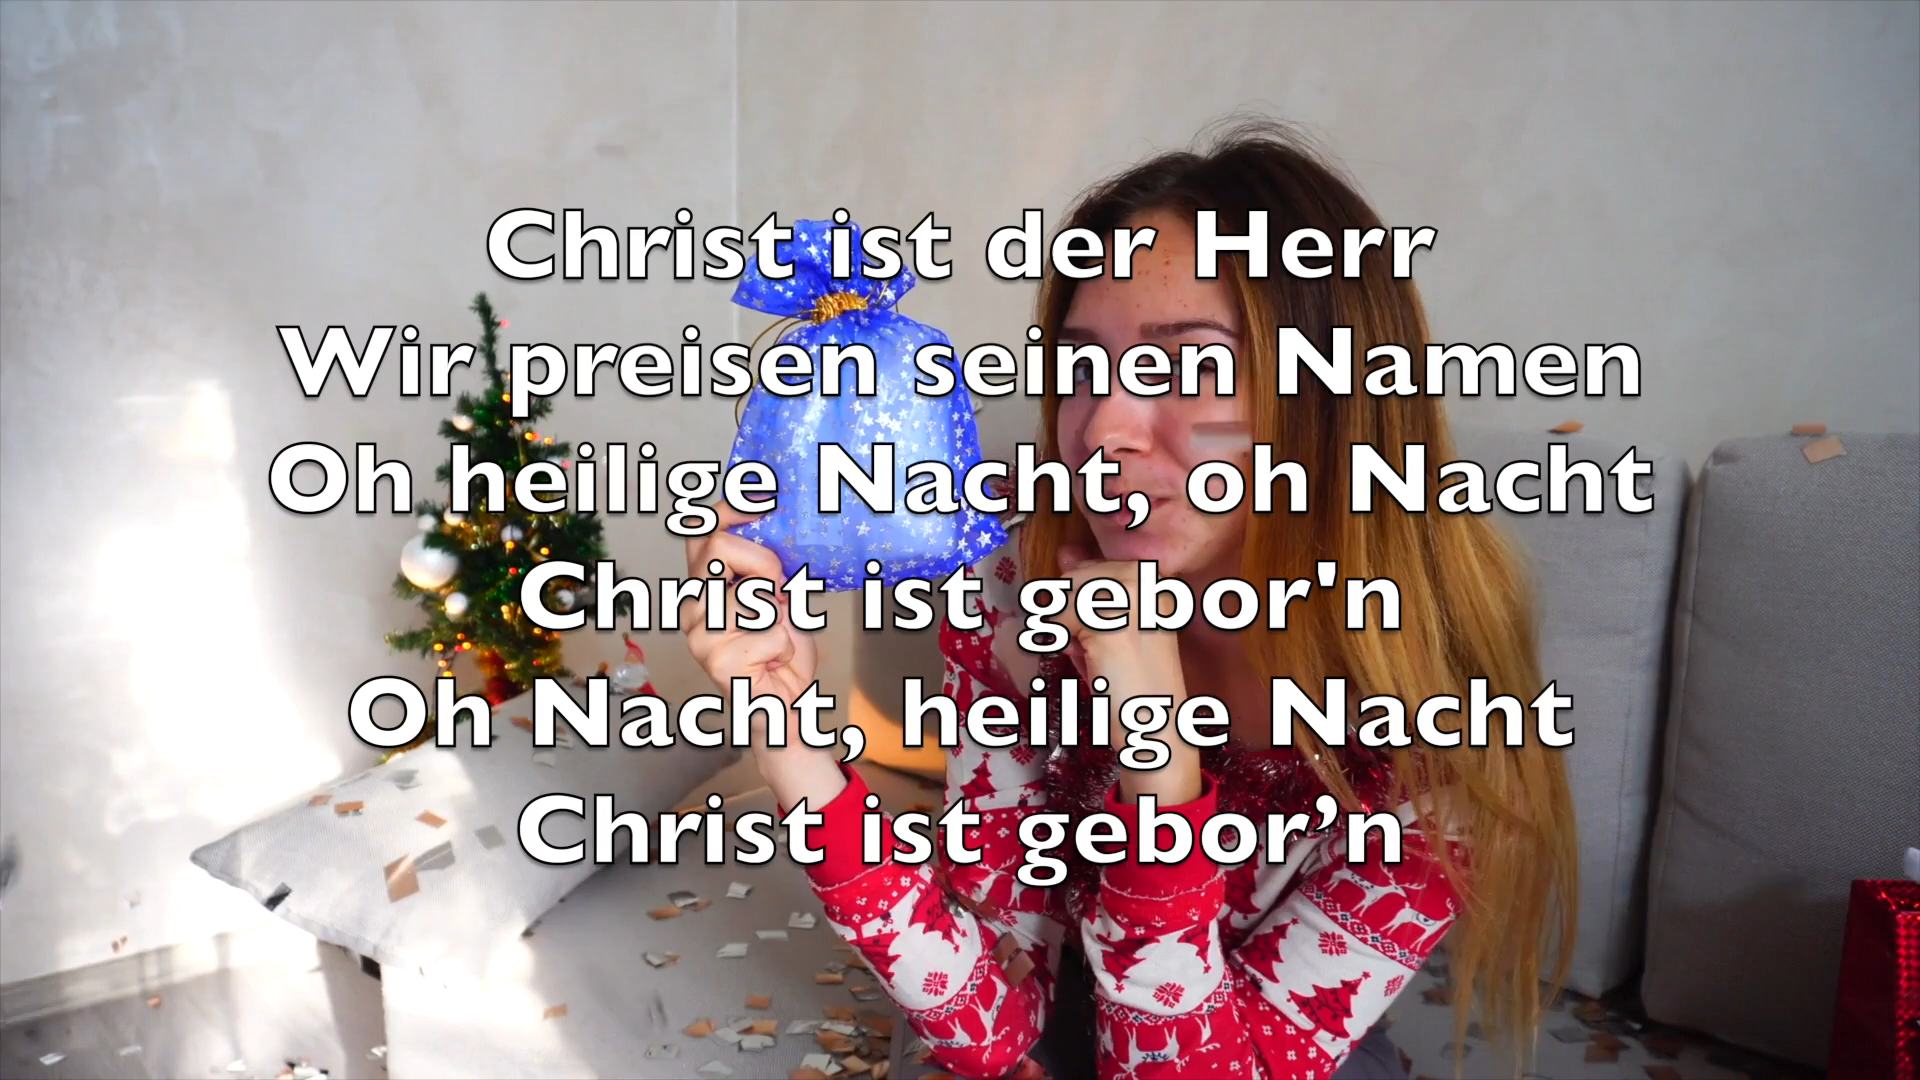 Christ ist der Herr
Wir preisen seinen Namen
Oh heilige Nacht, oh Nacht
Christ ist gebor'n
Oh Nacht, heilige Nacht
Christ ist gebor’n